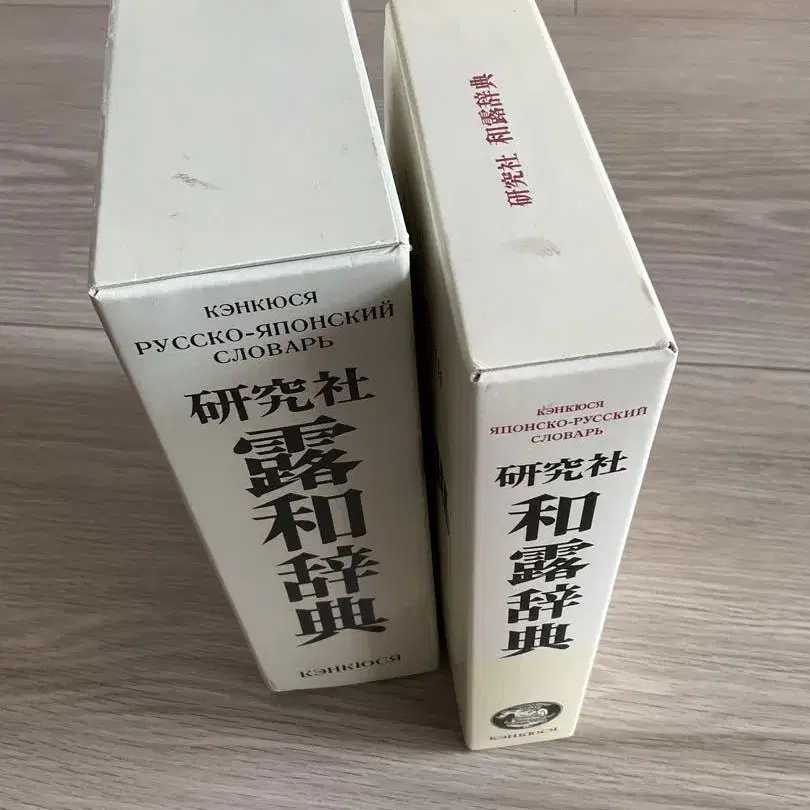 КЭНКЮСЯ
РУССКО-ЯПОНСКИЙ
СЛОВАРЬ
研究社
露和辞典
КЭНКЮСЯ
研究社 和露辞典
КЭНКЮСЯ
ЯПОНСКО-РУССКИЙ
СЛОВАРЬ
研究社
和露辞典
КЭНКЮСЯ